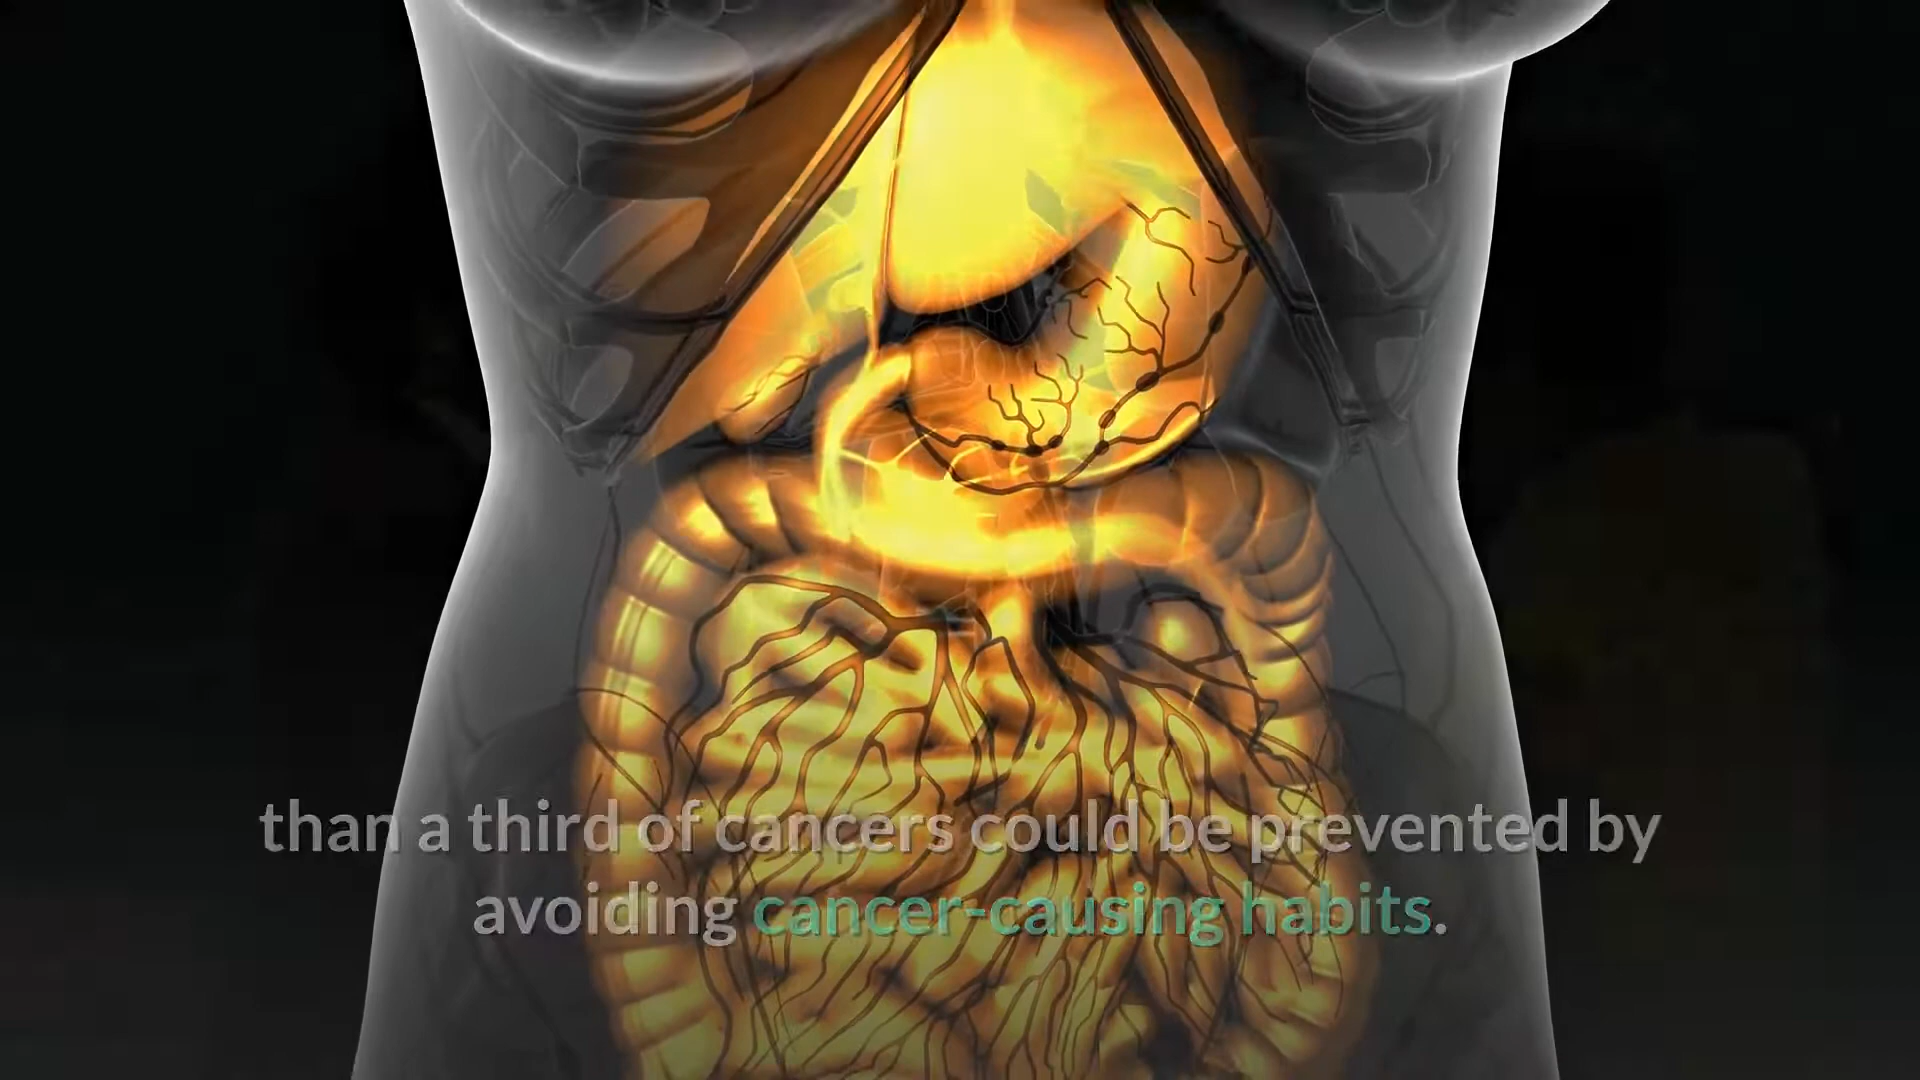 than a third of cancers could be prevented by
avoiding cancer-causing habits.